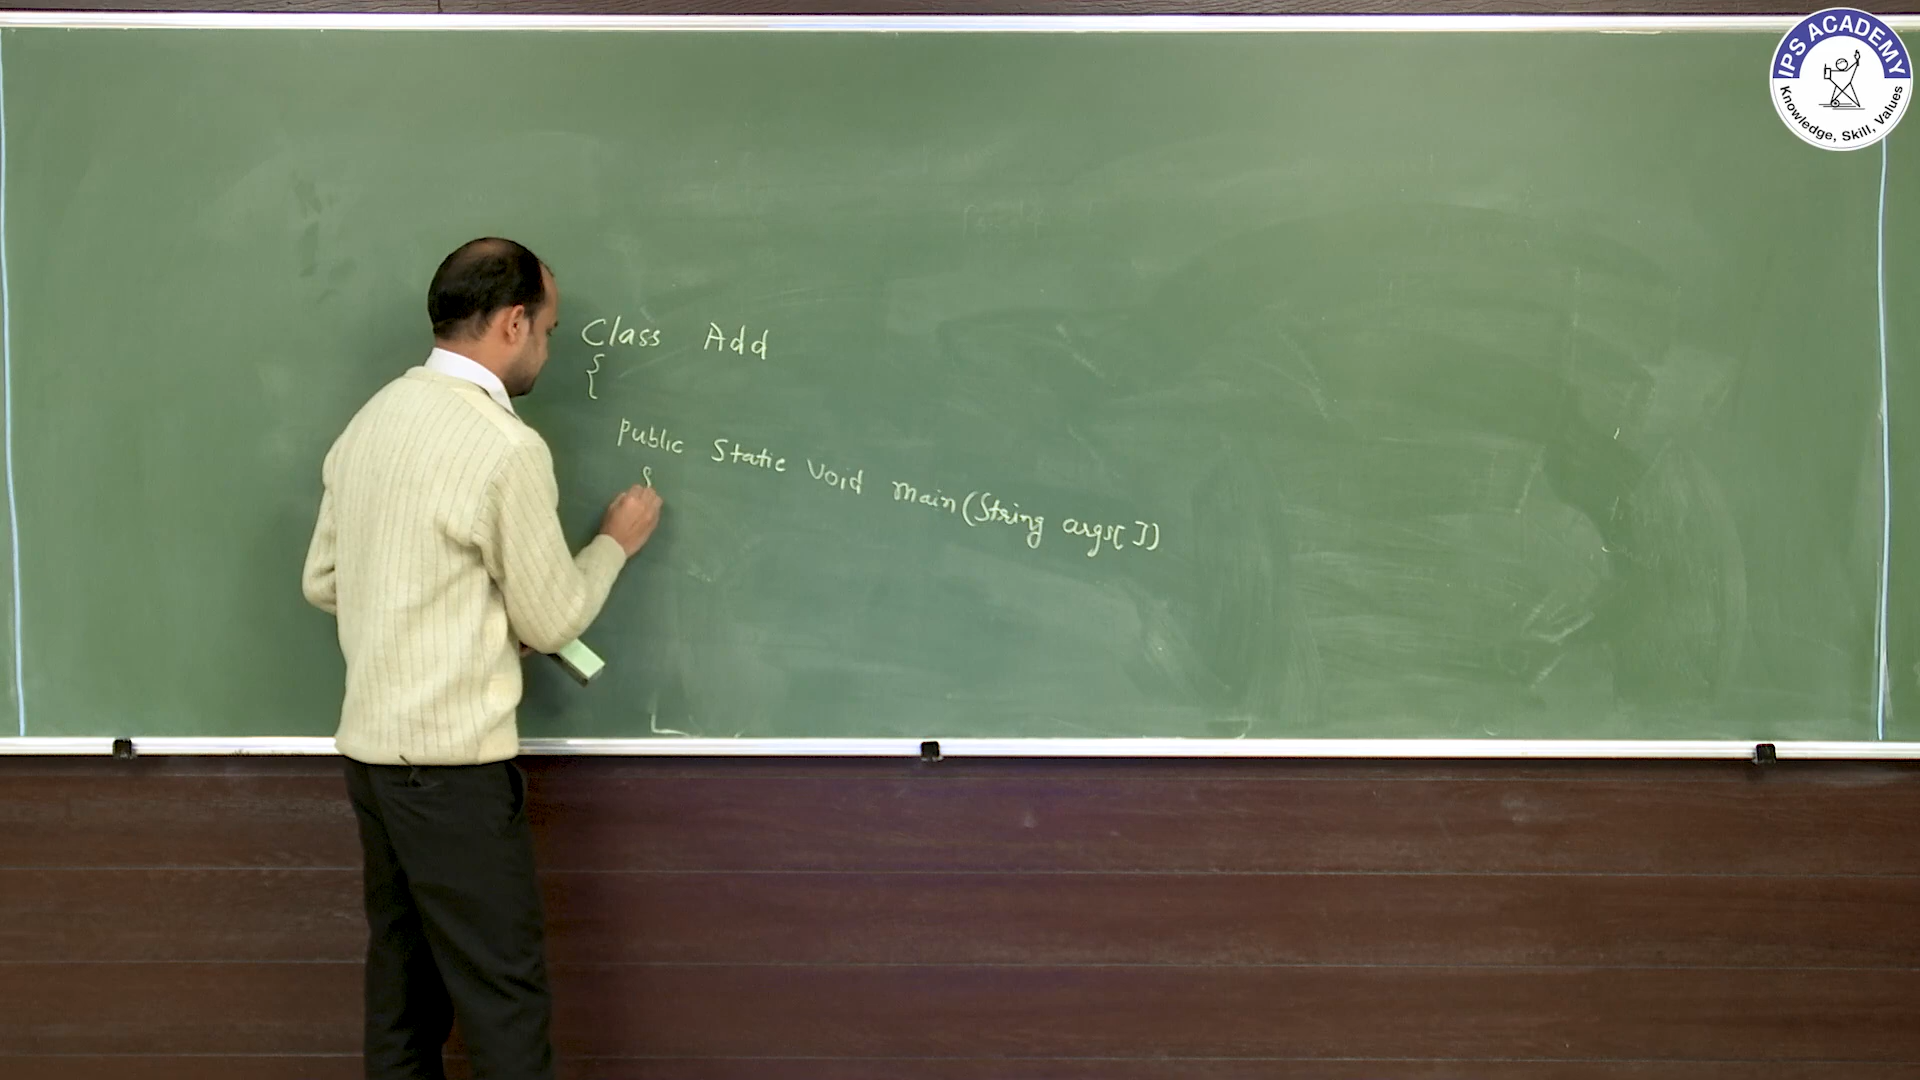 IPS ACADEMY
Knowledge, Skill, Values
Class Add
{
public Static Void main(String args[])
{